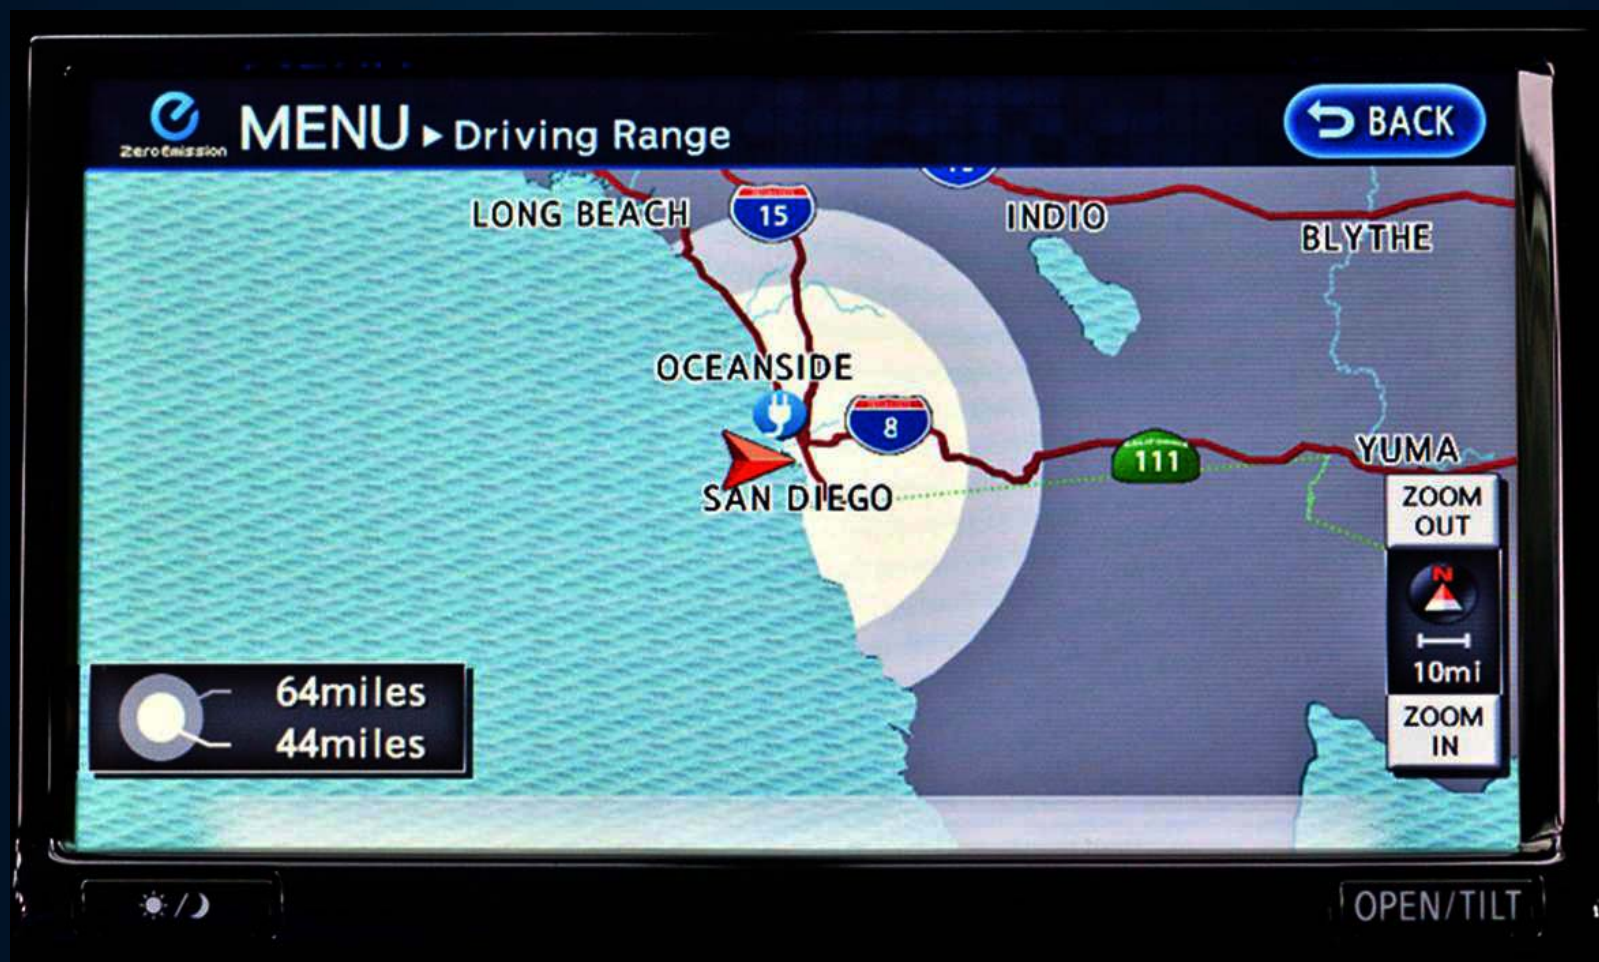 ZeroEmission
MENU ▸ Driving Range
BACK
LONG BEACH
15
INDIO
BLYTHE
OCEANSIDE
8
CALIFORNIA
111
YUMA
SAN DIEGO
ZOOM
OUT
N
10mi
ZOOM
IN
64miles
44miles
OPEN/TILT